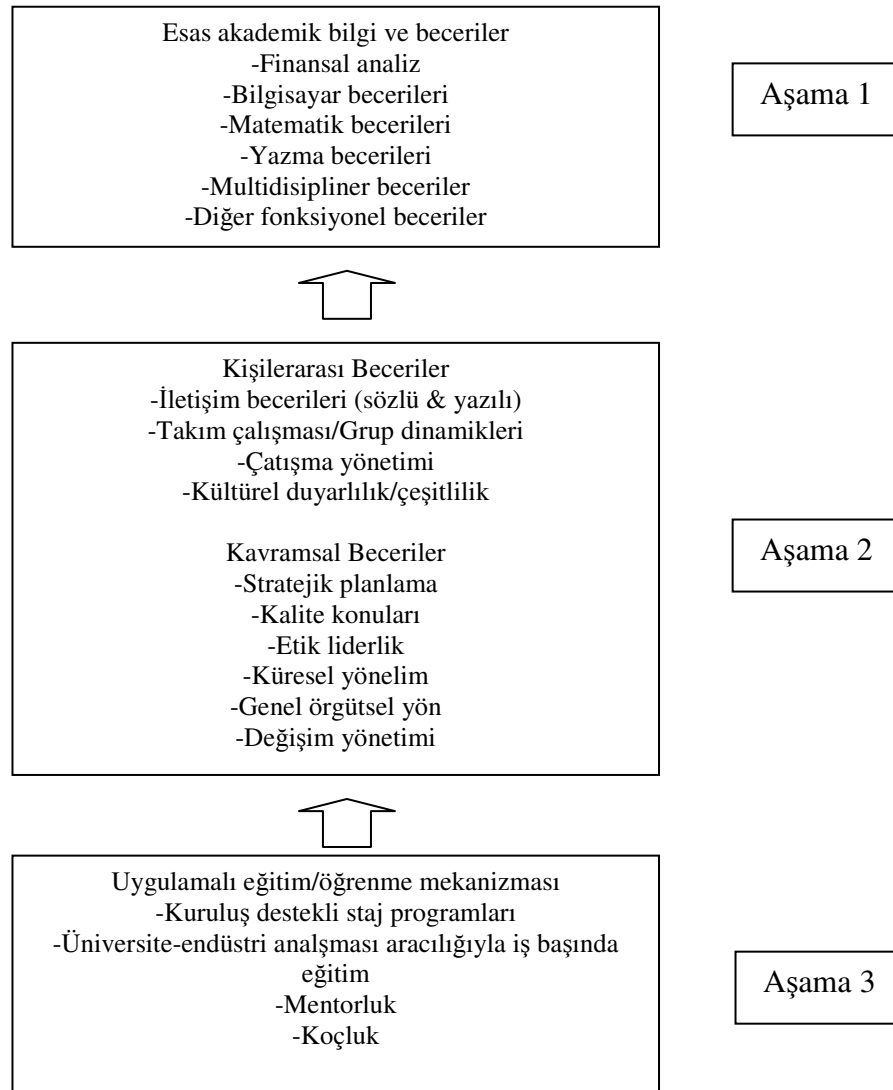 Esas akademik bilgi ve beceriler
-Finansal analiz
-Bilgisayar becerileri
-Matematik becerileri
-Yazma becerileri
-Multidisipliner beceriler
-Diğer fonksiyonel beceriler
Aşama 1
Kişilerarası Beceriler
-İletişim becerileri (sözlü & yazılı)
-Takım çalışması/Grup dinamikleri
-Çatışma yönetimi
-Kültürel duyarlılık/çeşitlilik
Kavramsal Beceriler
-Stratejik planlama
-Kalite konuları
-Etik liderlik
-Küresel yönelim
-Genel örgütsel yön
-Değişim yönetimi
Aşama 2
Uygulamalı eğitim/öğrenme mekanizması
-Kuruluş destekli staj programları
-Üniversite-endüstri analşması aracılığıyla iş başında
eğitim
-Mentorluk
-Koçluk
Aşama 3